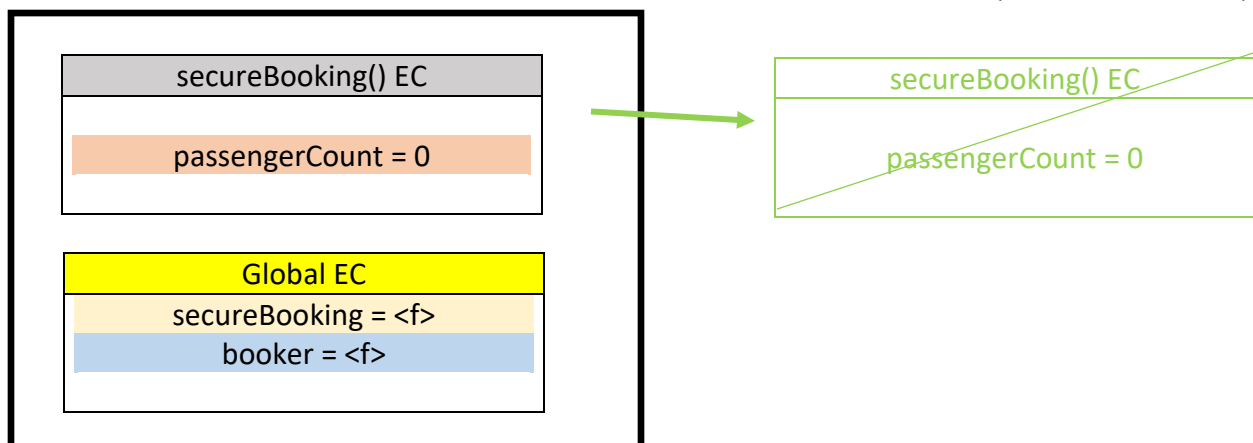 secureBooking() EC
passengerCount = 0
Global EC
secureBooking = <f>
booker = <f>
secureBooking() EC
passengerCount = 0